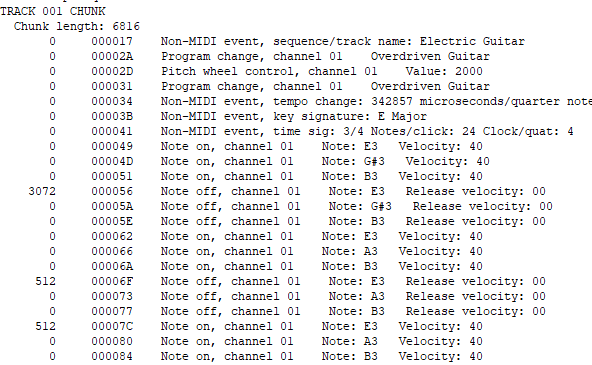 TRACK 001 CHUNK
Chunk length: 6816
0 000017 Non-MIDI event, sequence/track name: Electric Guitar
0 00002A Program change, channel 01 Overdriven Guitar
0 00002D Pitch wheel control, channel 01 Value: 2000
0 000031 Program change, channel 01 Overdriven Guitar
0 000034 Non-MIDI event, tempo change: 342857 microseconds/quarter note
0 00003B Non-MIDI event, key signature: E Major
0 000041 Non-MIDI event, time sig: 3/4 Notes/click: 24 Clock/quat: 4
0 000049 Note on, channel 01 Note: E3 Velocity: 40
0 00004D Note on, channel 01 Note: G#3 Velocity: 40
0 000051 Note on, channel 01 Note: B3 Velocity: 40
3072 000056 Note off, channel 01 Note: E3 Release velocity: 00
0 00005A Note off, channel 01 Note: G#3 Release velocity: 00
0 00005E Note off, channel 01 Note: B3 Release velocity: 00
0 000062 Note on, channel 01 Note: E3 Velocity: 40
0 000066 Note on, channel 01 Note: A3 Velocity: 40
0 00006A Note on, channel 01 Note: B3 Velocity: 40
512 00006F Note off, channel 01 Note: E3 Release velocity: 00
0 000073 Note off, channel 01 Note: A3 Release velocity: 00
0 000077 Note off, channel 01 Note: B3 Release velocity: 00
512 00007C Note on, channel 01 Note: E3 Velocity: 40
0 000080 Note on, channel 01 Note: A3 Velocity: 40
0 000084 Note on, channel 01 Note: B3 Velocity: 40